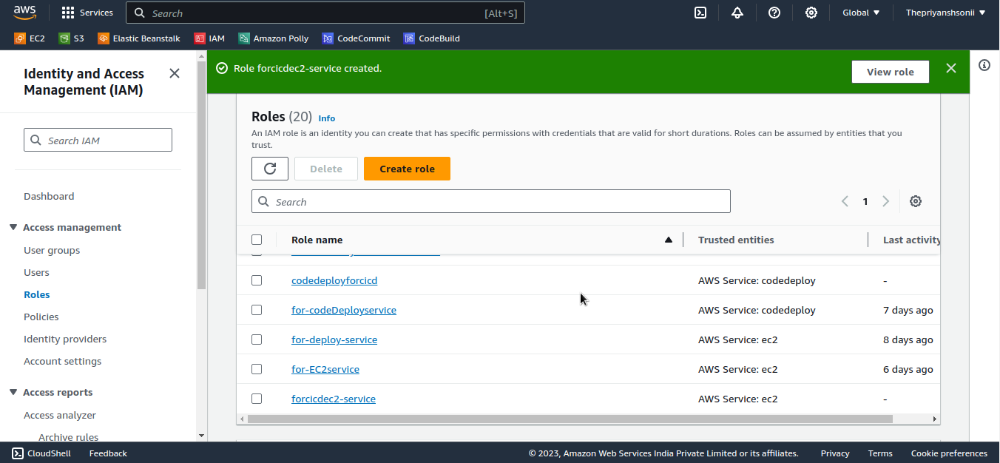 aws Services Search [Alt+S] Global Thepriyanshsonii
EC2 S3 Elastic Beanstalk IAM Amazon Polly CodeCommit CodeBuild
Identity and Access
Management (IAM)
Search IAM
Dashboard
Access management
User groups
Users
Roles
Policies
Identity providers
Account settings
Access reports
Access analyzer
Archive rules
Role forcicdec2-service created. View role
Roles (20) Info
An IAM role is an identity you can create that has specific permissions with credentials that are valid for short durations. Roles can be assumed by entities that you
trust.
Delete Create role
Search 1
Role name Trusted entities Last activity
codedeployforcicd AWS Service: codedeploy -
for-codeDeployservice AWS Service: codedeploy 7 days ago
for-deploy-service AWS Service: ec2 8 days ago
for-EC2service AWS Service: ec2 6 days ago
forcicdec2-service AWS Service: ec2 -
CloudShell Feedback © 2023, Amazon Web Services India Private Limited or its affiliates. Privacy Terms Cookie preferences